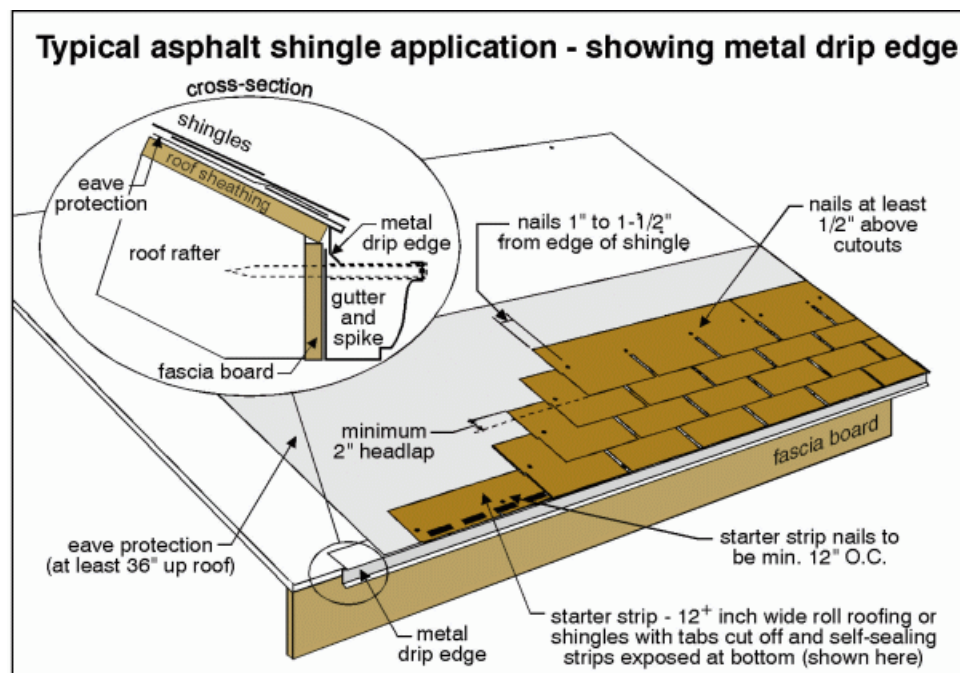 Typical asphalt shingle application - showing metal drip edge
cross-section
shingles
roof sheathing
eave
protection
metal
drip edge
roof rafter
gutter
and
spike
fascia board
nails 1" to 1-1/2"
from edge of shingle
nails at least
1/2" above
cutouts
minimum
2" headlap
fascia board
eave protection
(at least 36" up roof)
starter strip nails to
be min. 12" O.C.
metal
drip edge
starter strip - 12+ inch wide roll roofing or
shingles with tabs cut off and self-sealing
strips exposed at bottom (shown here)